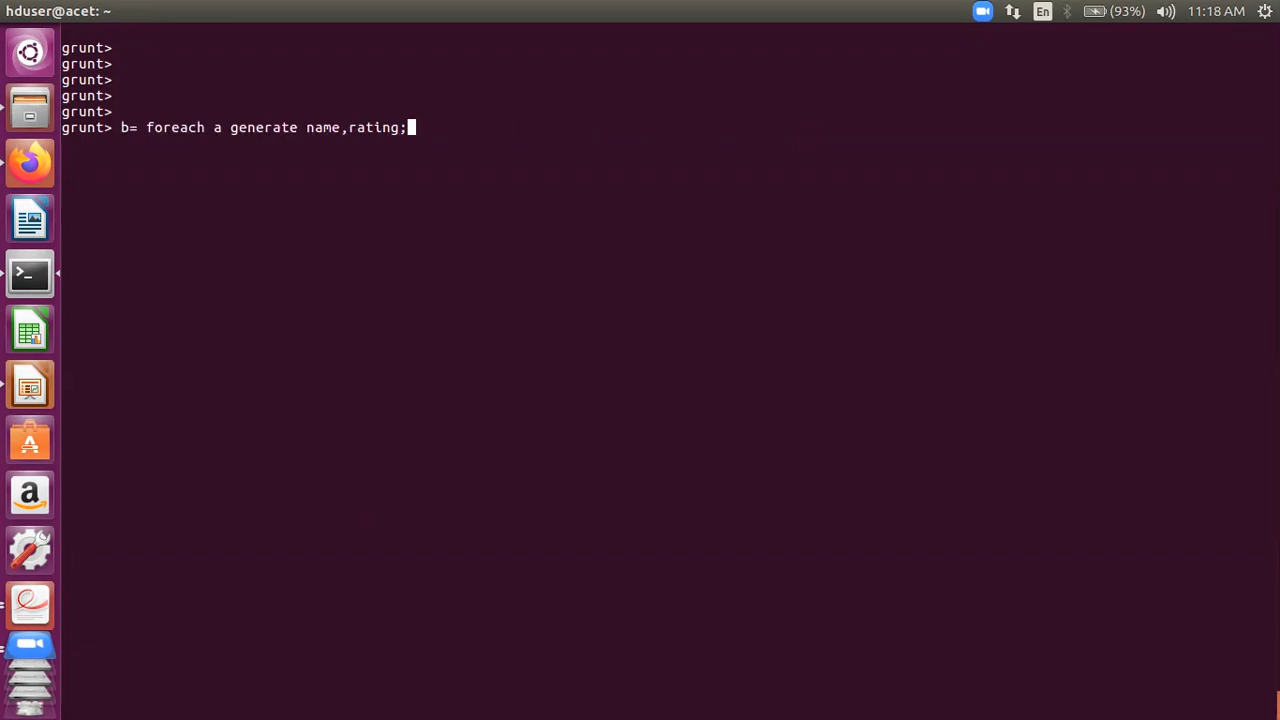 hduser@acet: ~
En
(93%)
11:18 AM
grunt>
grunt>
grunt>
grunt>
grunt>
grunt> b= foreach a generate name,rating;